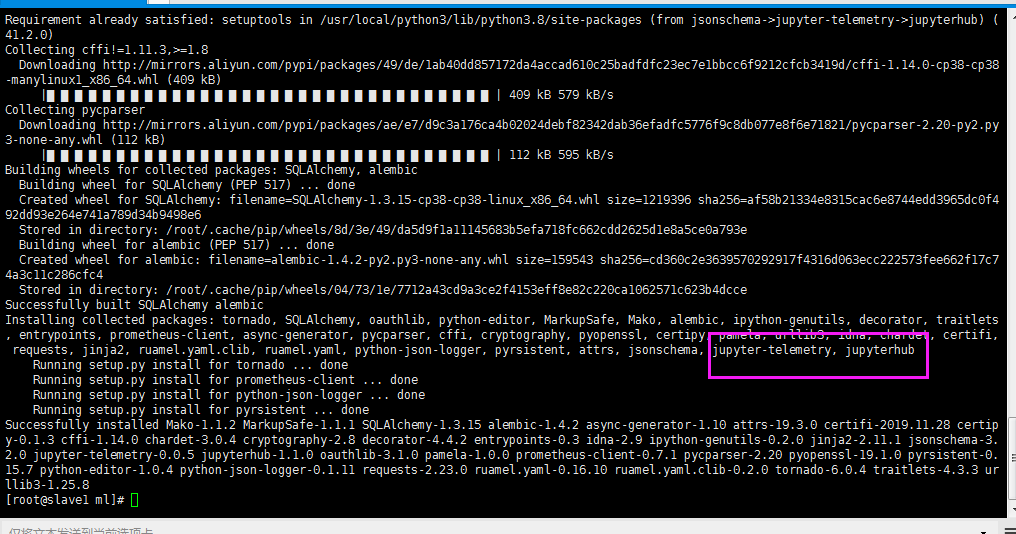 Requirement already satisfied: setuptools in /usr/local/python3/lib/python3.8/site-packages (from jsonschema->jupyter-telemetry->jupyterhub) (
41.2.0)
Collecting cffi!=1.11.3,>=1.8
Downloading http://mirrors.aliyun.com/pypi/packages/49/de/1ab40dd857172da4accad610c25badfdfc23ec7e1bbcc6f9212cfcb3419d/cffi-1.14.0-cp38-cp38
-manylinux1_x86_64.whl (409 kB)
| | 409 kB 579 kB/s
Collecting pycparser
Downloading http://mirrors.aliyun.com/pypi/packages/ae/e7/d9c3a176ca4b02024debf82342dab36efadfc5776f9c8db077e8f6e71821/pycparser-2.20-py2.py
3-none-any.whl (112 kB)
| | 112 kB 595 kB/s
Building wheels for collected packages: SQLAlchemy, alembic
Building wheel for SQLAlchemy (PEP 517) ... done
Created wheel for SQLAlchemy: filename=SQLAlchemy-1.3.15-cp38-cp38-linux_x86_64.whl size=1219396 sha256=af58b21334e8315cac6e8744edd3965dc0f4
92dd93e264e741a789d34b9498e6
Stored in directory: /root/.cache/pip/wheels/8d/3e/49/da5d9f1a11145683b5efa718fc662cdd2625d1e8a5ce0a793e
Building wheel for alembic (PEP 517) ... done
Created wheel for alembic: filename=alembic-1.4.2-py2.py3-none-any.whl size=159543 sha256=cd360c2e3639570292917f4316d063ecc222573fee662f17c7
4a3c11c286cfc4
Stored in directory: /root/.cache/pip/wheels/04/73/1e/7712a43cd9a3ce2f4153eff8e82c220ca1062571c623b4dcce
Successfully built SQLAlchemy alembic
Installing collected packages: tornado, SQLAlchemy, oauthlib, python-editor, MarkupSafe, Mako, alembic, ipython-genutils, decorator, traitlets
, entrypoints, prometheus-client, async-generator, pycparser, cffi, cryptography, pyopenssl, certipy, pamela, urllib3, idna, chardet, certifi,
requests, jinja2, ruamel.yaml.clib, ruamel.yaml, python-json-logger, pyrsistent, attrs, jsonschema, jupyter-telemetry, jupyterhub
Running setup.py install for tornado ... done
Running setup.py install for prometheus-client ... done
Running setup.py install for python-json-logger ... done
Running setup.py install for pyrsistent ... done
Successfully installed Mako-1.1.2 MarkupSafe-1.1.1 SQLAlchemy-1.3.15 alembic-1.4.2 async-generator-1.10 attrs-19.3.0 certifi-2019.11.28 certip
y-0.1.3 cffi-1.14.0 chardet-3.0.4 cryptography-2.8 decorator-4.4.2 entrypoints-0.3 idna-2.9 ipython-genutils-0.2.0 jinja2-2.11.1 jsonschema-3.
2.0 jupyter-telemetry-0.0.5 jupyterhub-1.1.0 oauthlib-3.1.0 pamela-1.0.0 prometheus-client-0.7.1 pycparser-2.20 pyopenssl-19.1.0 pyrsistent-0.
15.7 python-editor-1.0.4 python-json-logger-0.1.11 requests-2.23.0 ruamel.yaml-0.16.10 ruamel.yaml.clib-0.2.0 tornado-6.0.4 traitlets-4.3.3 ur
llib3-1.25.8
[root@slave1 ml]#
仅将文本发送到当前选项卡